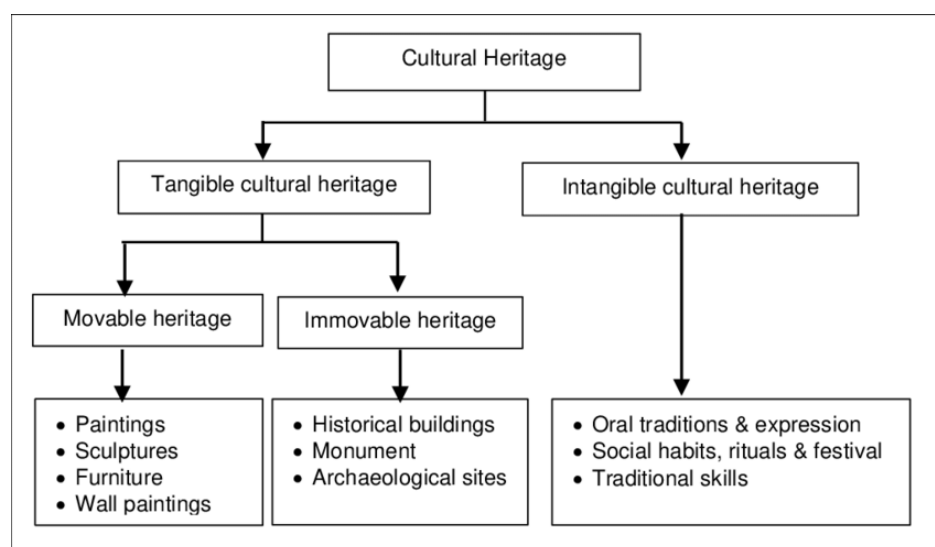 Cultural Heritage
Tangible cultural heritage
Intangible cultural heritage
Movable heritage
Immovable heritage
• Paintings
• Sculptures
• Furniture
• Wall paintings
• Historical buildings
• Monument
• Archaeological sites
• Oral traditions & expression
• Social habits, rituals & festival
• Traditional skills